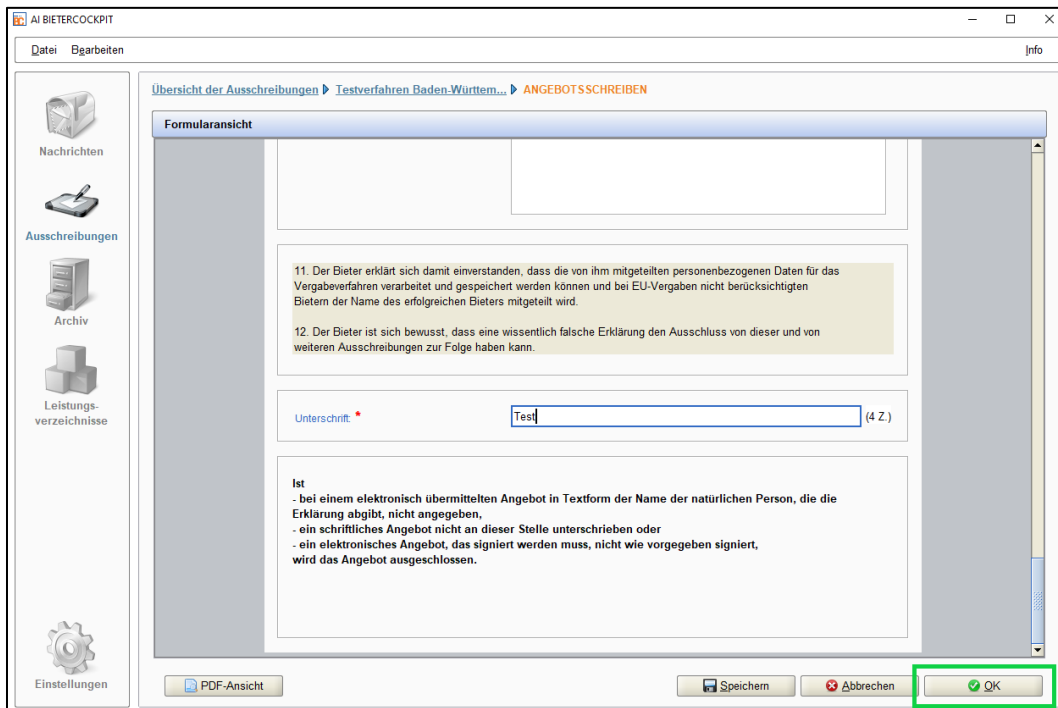 AI BIETERCOCKPIT
Datei Bearbeiten Info
Übersicht der Ausschreibungen Testverfahren Baden-Württem... ANGEBOTSSCHREIBEN
Formularansicht
Nachrichten
Ausschreibungen
Archiv
Leistungs-
verzeichnisse
Einstellungen
11. Der Bieter erklärt sich damit einverstanden, dass die von ihm mitgeteilten personenbezogenen Daten für das
Vergabeverfahren verarbeitet und gespeichert werden können und bei EU-Vergaben nicht berücksichtigten
Bietern der Name des erfolgreichen Bieters mitgeteilt wird.
12. Der Bieter ist sich bewusst, dass eine wissentlich falsche Erklärung den Ausschluss von dieser und von
weiteren Ausschreibungen zur Folge haben kann.
Unterschrift: * Test (4 Z.)
Ist
- bei einem elektronisch übermittelten Angebot in Textform der Name der natürlichen Person, die die
Erklärung abgibt, nicht angegeben,
- ein schriftliches Angebot nicht an dieser Stelle unterschrieben oder
- ein elektronisches Angebot, das signiert werden muss, nicht wie vorgegeben signiert,
wird das Angebot ausgeschlossen.
PDF-Ansicht Speichern Abbrechen OK